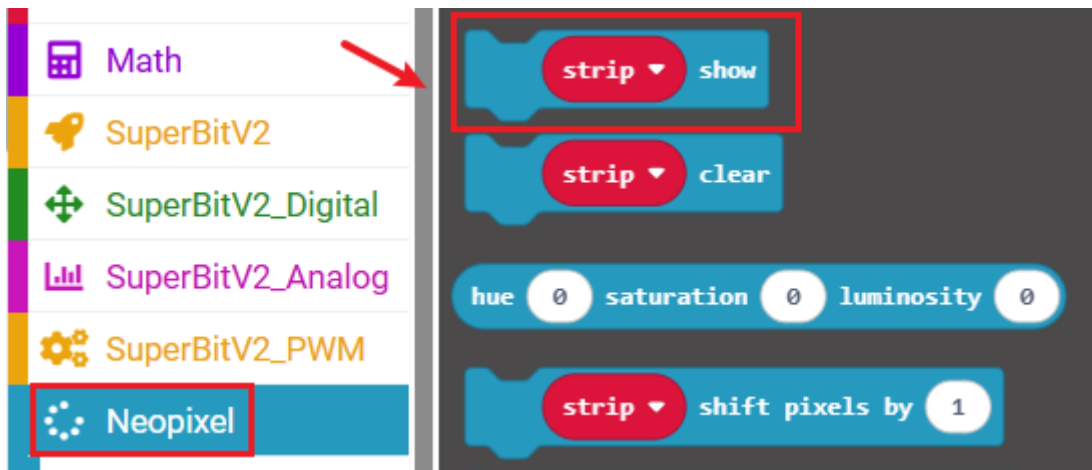 Math
SuperBitV2
SuperBitV2_Digital
SuperBitV2_Analog
SuperBitV2_PWM
Neopixel
strip show
strip clear
hue 0 saturation 0 luminosity 0
strip shift pixels by 1